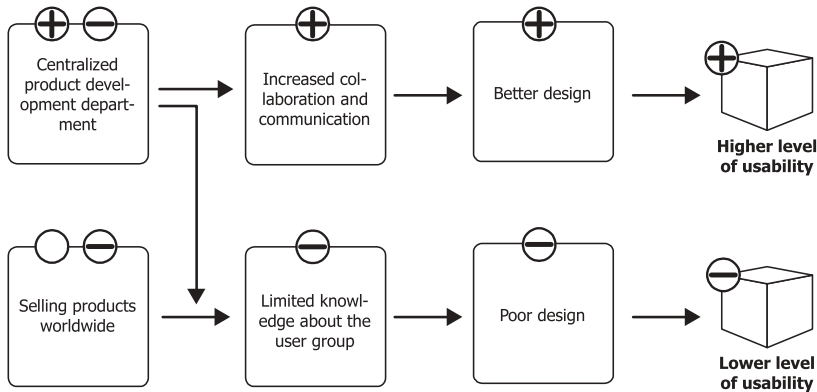 Centralized
product devel-
opment depart-
ment
Increased col-
laboration and
communication
Better design
Higher level
of usability
Selling products
worldwide
Limited knowl-
edge about the
user group
Poor design
Lower level
of usability